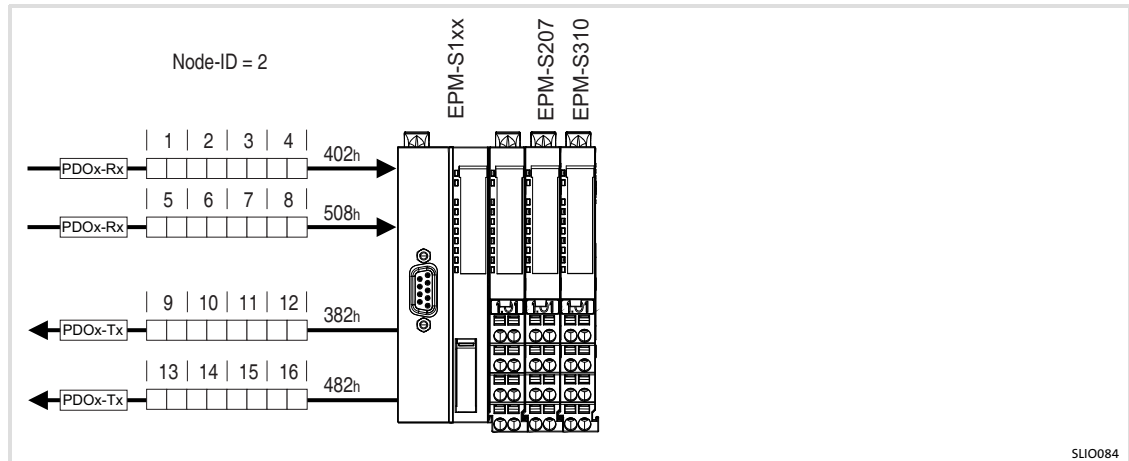 Node-ID = 2
EPM-S1xx
EPM-S207
EPM-S310
1 2 3 4
PDOx-Rx 402h
5 6 7 8
PDOx-Rx 508h
9 10 11 12
PDOx-Tx 382h
13 14 15 16
PDOx-Tx 482h
SLIO084